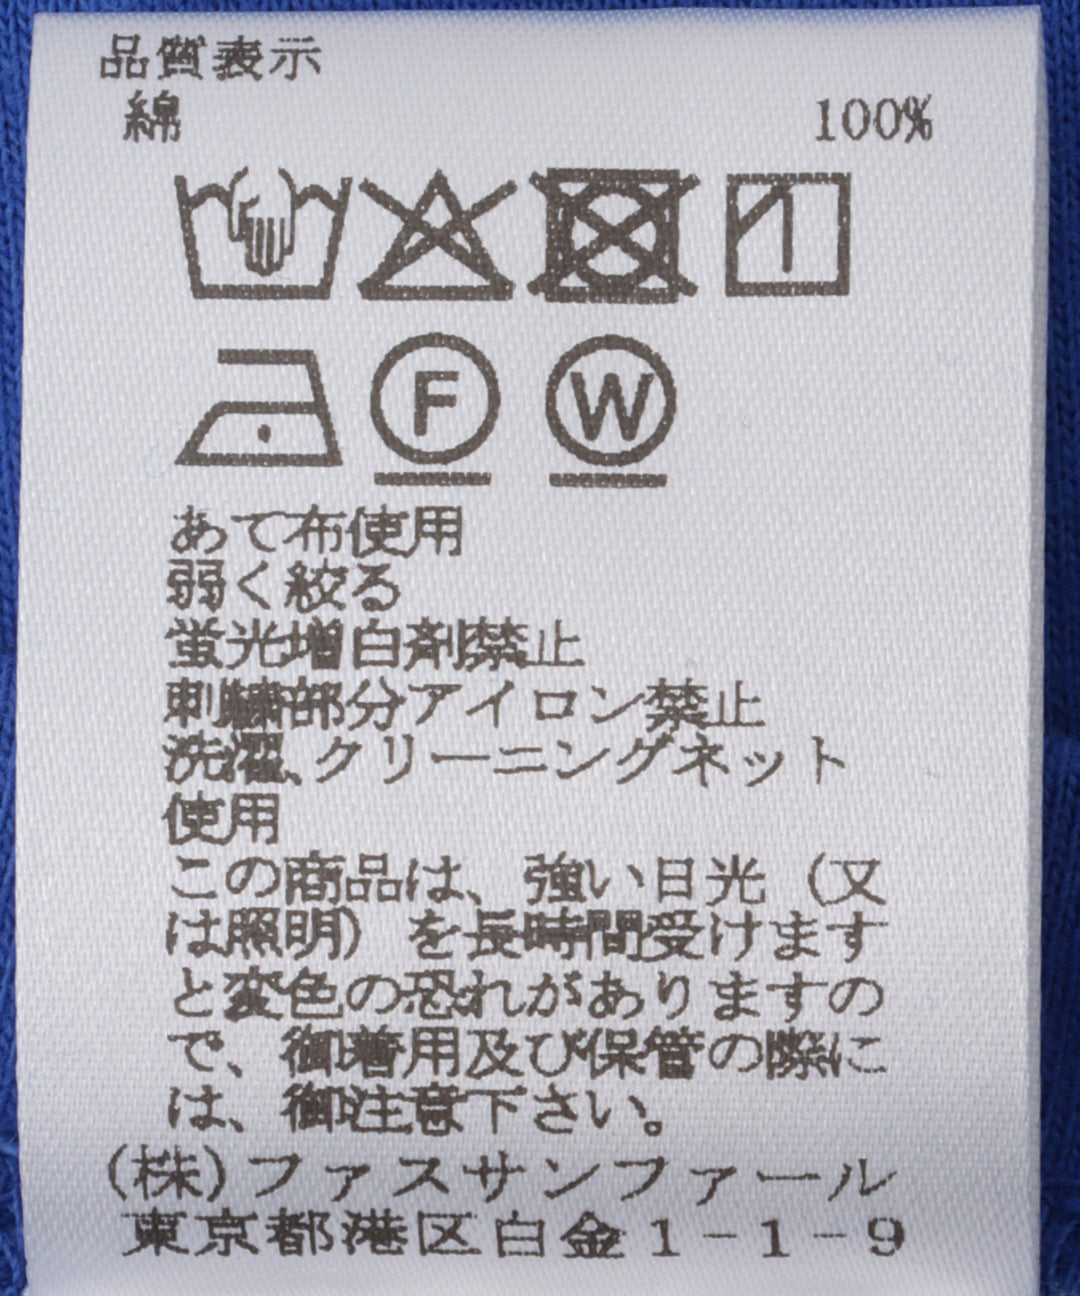 品質表示
綿 100%
F W
あて布使用
弱く絞る
蛍光増白剤禁止
刺繍部分アイロン禁止
洗濯、クリーニングネット
使用
この商品は、強い日光(又
は照明)を長時間受けます
と変色の恐れがありますの
で、御着用及び保管の際に
は、御注意下さい。
(株)ファスサンファール
東京都港区白金1-1-9